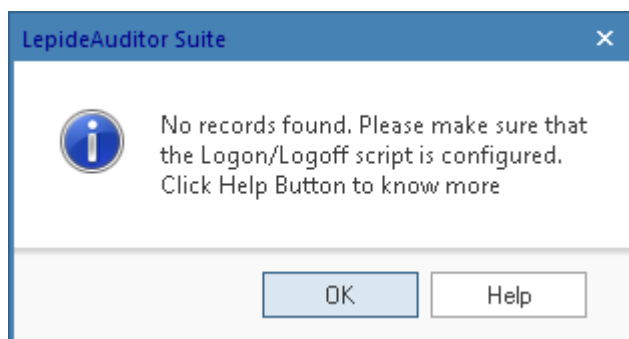 LepideAuditor Suite
No records found. Please make sure that
the Logon/Logoff script is configured.
Click Help Button to know more
OK
Help